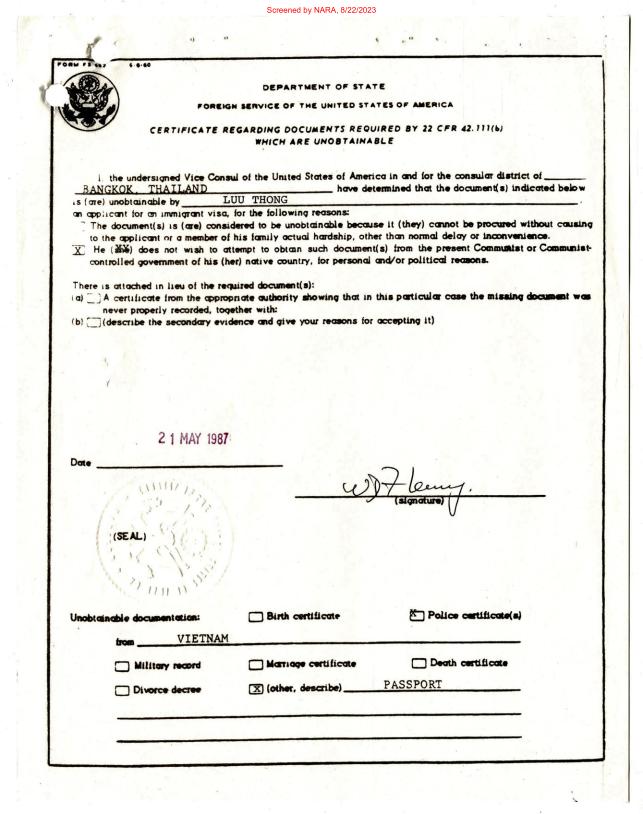 Screened by NARA, 8/22/2023
FORM FS 497 6-6-60
DEPARTMENT OF STATE
FOREIGN SERVICE OF THE UNITED STATES OF AMERICA
CERTIFICATE REGARDING DOCUMENTS REQUIRED BY 22 CFR 42.111(b)
WHICH ARE UNOBTAINABLE
I, the undersigned Vice Consul of the United States of America in and for the consular district of
BANGKOK, THAILAND have determined that the document(s) indicated below
is (are) unobtainable by LUU THONG .
an applicant for an immigrant visa, for the following reasons:
The document(s) is (are) considered to be unobtainable because it (they) cannot be procured without causing
to the applicant or a member of his family actual hardship, other than normal delay or inconvenience.
X He () does not wish to attempt to obtain such document(s) from the present Communist or Communist-
controlled government of his (her) native country, for personal and/or political reasons.
There is attached in lieu of the required document(s):
(a) A certificate from the appropriate authority showing that in this particular case the missing document was
never properly recorded, together with:
(b) (describe the secondary evidence and give your reasons for accepting it)
21 MAY 1987
Date
(signature)
(SEAL)
Unobtainable documentation: Birth certificate X Police certificate(s)
from VIETNAM
Military record Marriage certificate Death certificate
Divorce decree X (other, describe) PASSPORT